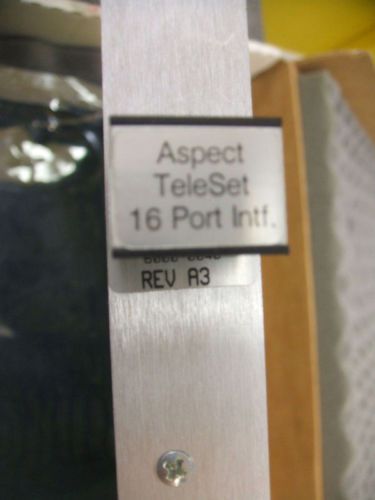 Aspect
TeleSet
16 Port Intf.
REV A3